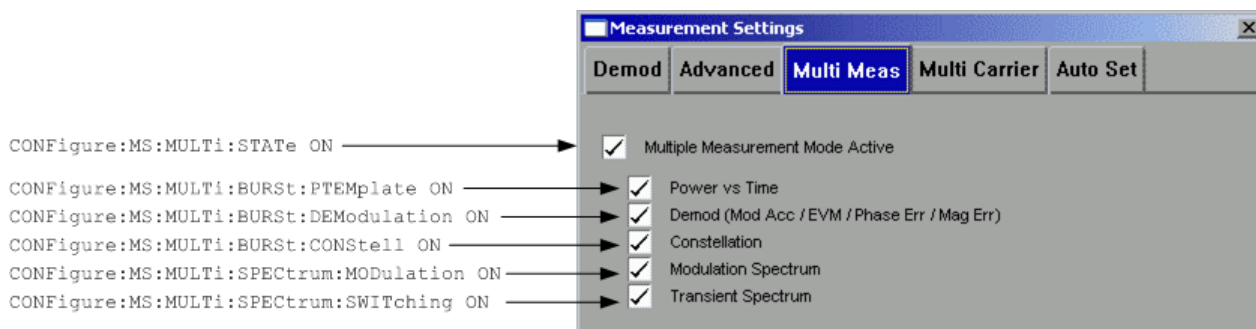 Measurement Settings
Demod Advanced Multi Meas Multi Carrier Auto Set
CONFigure:MS:MULTi:STATe ON Multiple Measurement Mode Active
CONFigure:MS:MULTi:BURSt:PTEMplate ON Power vs Time
CONFigure:MS:MULTi:BURSt:DEModulation ON Demod (Mod Acc / EVM / Phase Err / Mag Err)
CONFigure:MS:MULTi:BURSt:CONStell ON Constellation
CONFigure:MS:MULTi:SPECtrum:MODulation ON Modulation Spectrum
CONFigure:MS:MULTi:SPECtrum:SWITching ON Transient Spectrum